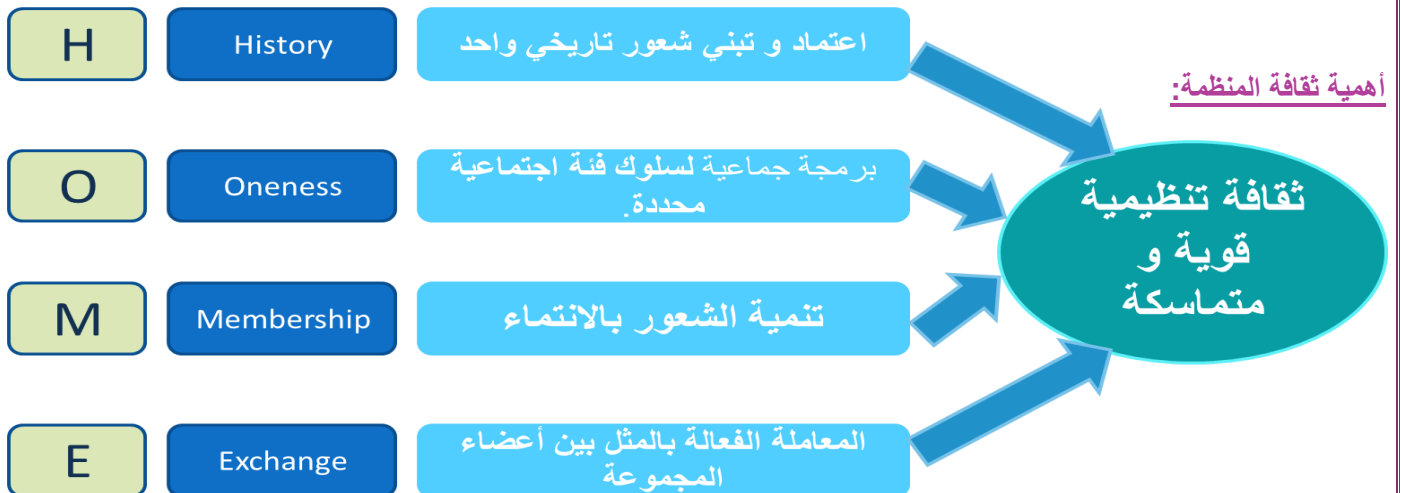 أهمية ثقافة المنظمة:
H
History
اعتماد و تبني شعور تاريخي واحد
O
Oneness
برمجة جماعية لسلوك فئة اجتماعية
محددة.
M
Membership
تنمية الشعور بالانتماء
E
Exchange
المعاملة الفعالة بالمثل بين أعضاء
المجموعة
ثقافة تنظيمية
قوية و
متماسكة